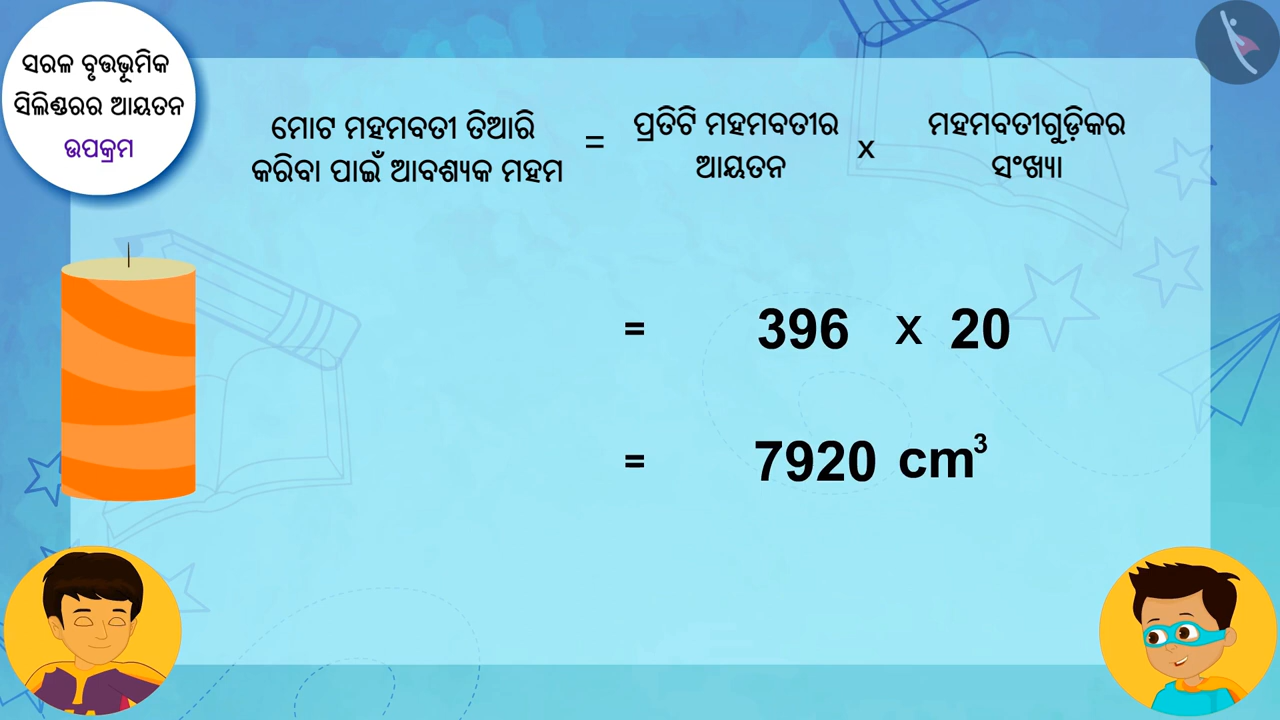 ସରଳ ବୃତ୍ତଭୂମିକ
ସିଲିଣ୍ଡରର ଆୟତନ
ଉପକ୍ରମ
ମୋଟ ମହମବତୀ ତିଆରି
କରିବା ପାଇଁ ଆବଶ୍ୟକ ମହମ
=
ପ୍ରତିଟି ମହମବତୀର
ଆୟତନ
x
ମହମବତୀଗୁଡ଼ିକର
ସଂଖ୍ୟା
= 396 x 20
= 7920 cm³